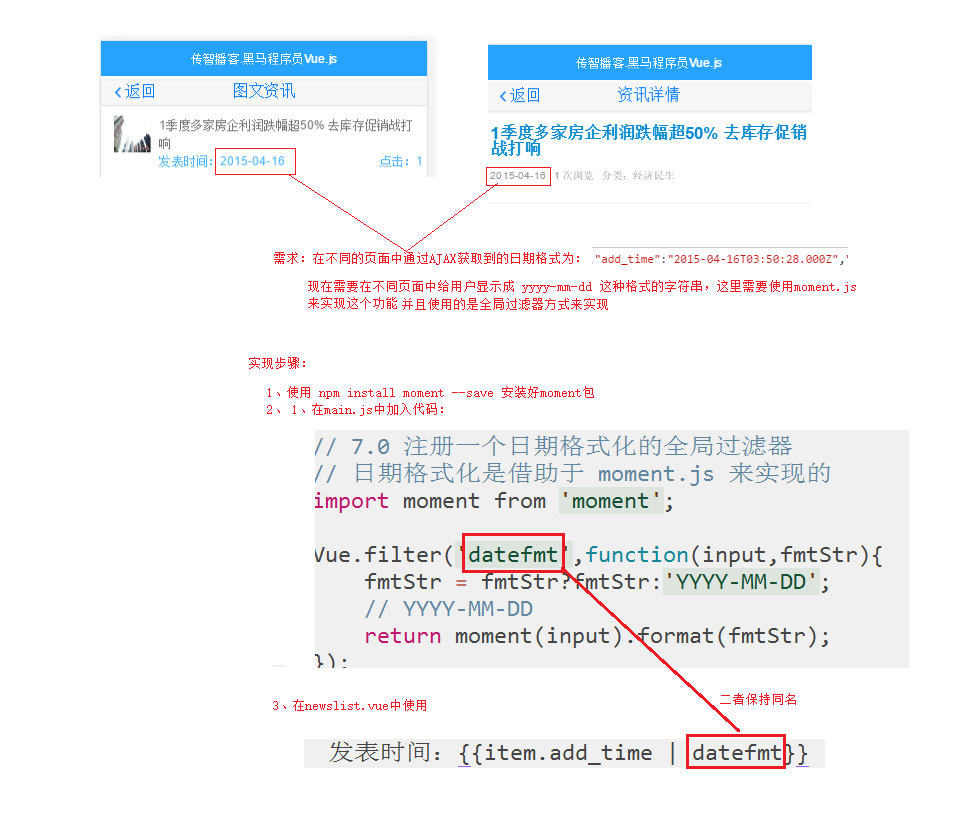 传智播客.黑马程序员Vue.js
返回 图文资讯
1季度多家房企利润跌幅超50% 去库存促销战打
响
发表时间: 2015-04-16 点击: 1
传智播客.黑马程序员Vue.js
返回 资讯详情
1季度多家房企利润跌幅超50% 去库存促销
战打响
2015-04-16 1 次浏览 分类: 经济民生
需求: 在不同的页面中通过AJAX获取到的日期格式为: "add_time":"2015-04-16T03:50:28.000Z",'
现在需要在不同页面中给用户显示成 yyyy-mm-dd 这种格式的字符串，这里需要使用moment.js
来实现这个功能 并且使用的是全局过滤器方式来实现
实现步骤:
1、使用 npm install moment --save 安装好moment包
2、 1、在main.js中加入代码:
// 7.0 注册一个日期格式化的全局过滤器
// 日期格式化是借助于 moment.js 来实现的
import moment from 'moment';
Vue.filter('datefmt',function(input,fmtStr){
fmtStr = fmtStr?fmtStr:'YYYY-MM-DD';
// YYYY-MM-DD
return moment(input).format(fmtStr);
});
二者保持同名
3、在newslist.vue中使用
发表时间: {{item.add_time | datefmt}}